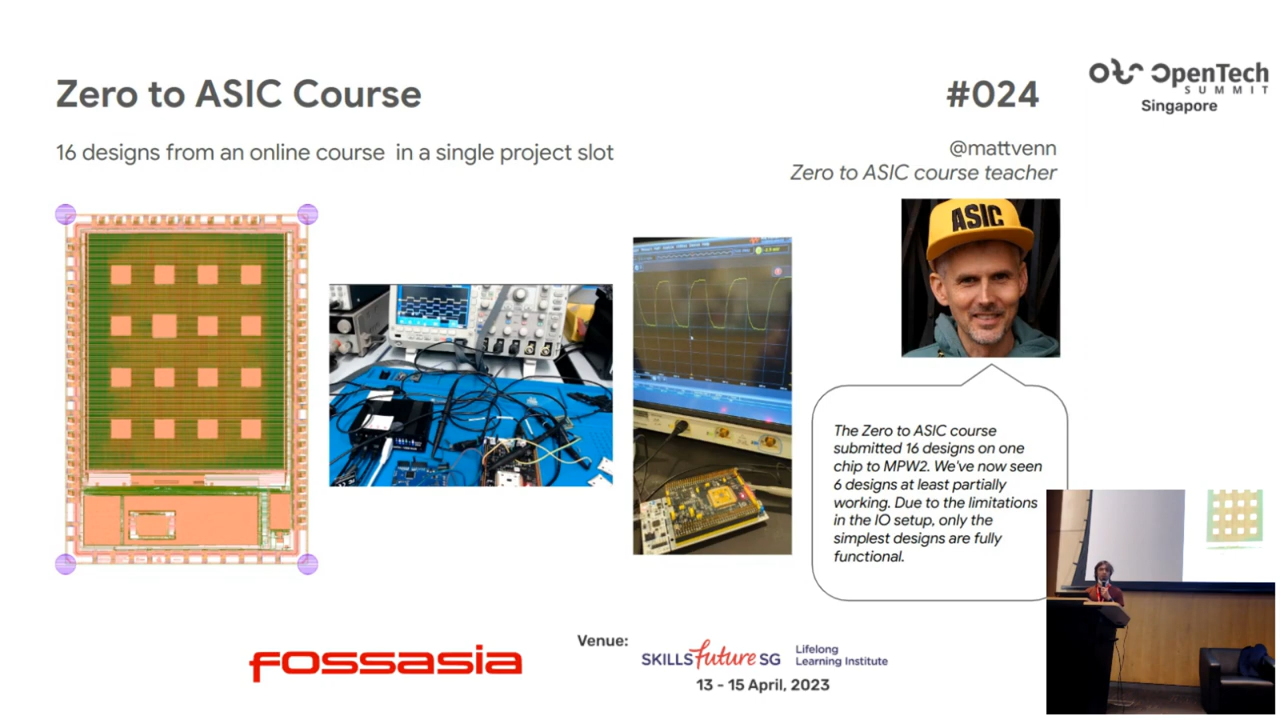 Zero to ASIC Course
#024
OpenTech
SUMMIT
Singapore
16 designs from an online course in a single project slot
@mattvenn
Zero to ASIC course teacher
ASIC
The Zero to ASIC course
submitted 16 designs on one
chip to MPW2. We've now seen
6 designs at least partially
working. Due to the limitations
in the IO setup, only the
simplest designs are fully
functional.
fossasia
Venue:
SKILLS future SG
Lifelong
Learning Institute
13 - 15 April, 2023